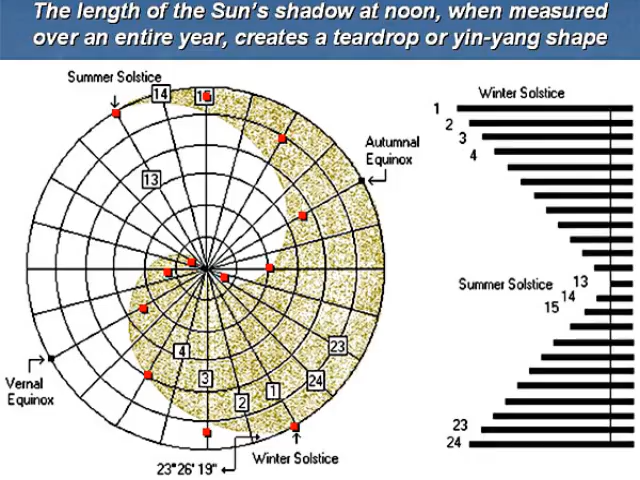 The length of the Sun's shadow at noon, when measured
over an entire year, creates a teardrop or yin-yang shape
Summer Solstice
14
13
Autumnal
Equinox
4
3
2
1
23
24
Vernal
Equinox
23° 26' 19"
Winter Solstice
Winter Solstice
1
2
3
4
Summer Solstice
13
14
15
23
24